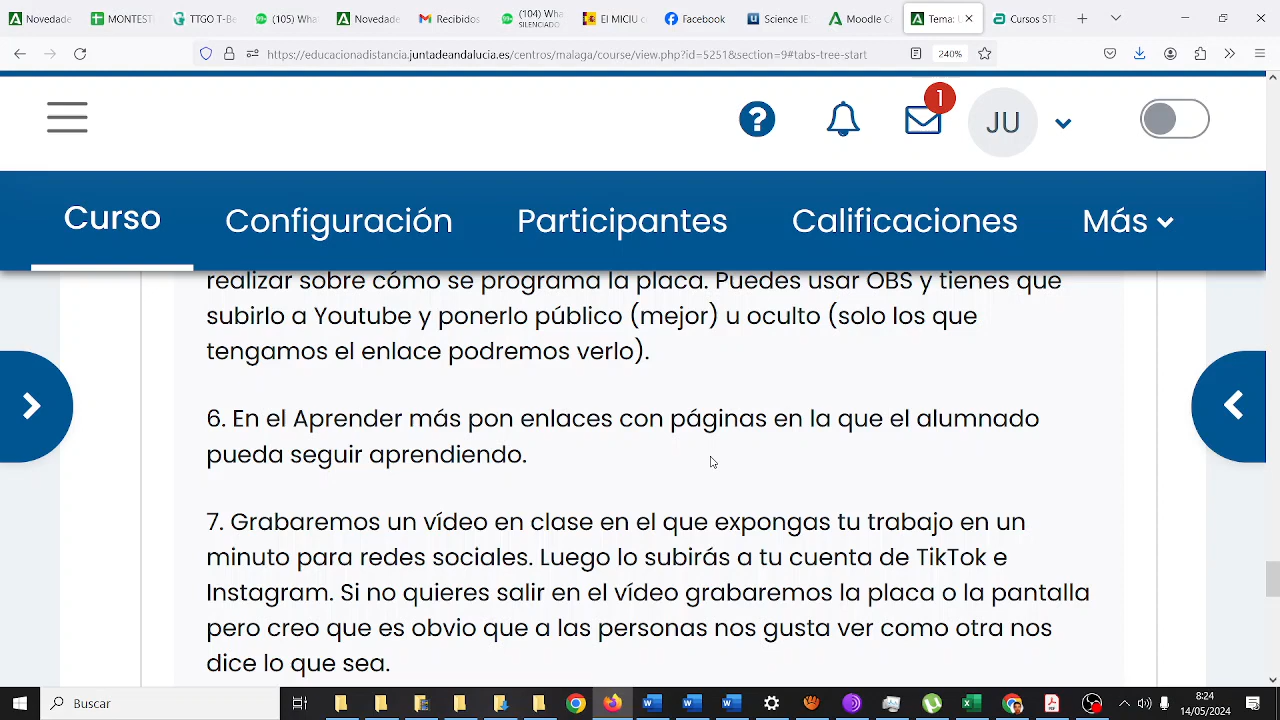 Novedade
MONTESI
TTGO T-Be
(105) Wha
Novedade
Recibidos
(104) Wha
SILENCIADO
El MICIU c
Facebook
Science IE
Moodle C
Tema: U
Cursos STE
https://educacionadistancia.juntadeandalucia.es/centros/malaga/course/view.php?id=5251&section=9#tabs-tree-start
240%
1
JU
Curso
Configuración
Participantes
Calificaciones
Más
realizar sobre cómo se programa la placa. Puedes usar OBS y tienes que
subirlo a Youtube y ponerlo público (mejor) u oculto (solo los que
tengamos el enlace podremos verlo).
6. En el Aprender más pon enlaces con páginas en la que el alumnado
pueda seguir aprendiendo.
7. Grabaremos un vídeo en clase en el que expongas tu trabajo en un
minuto para redes sociales. Luego lo subirás a tu cuenta de TikTok e
Instagram. Si no quieres salir en el vídeo grabaremos la placa o la pantalla
pero creo que es obvio que a las personas nos gusta ver como otra nos
dice lo que sea.
Buscar
8:24
14/05/2024